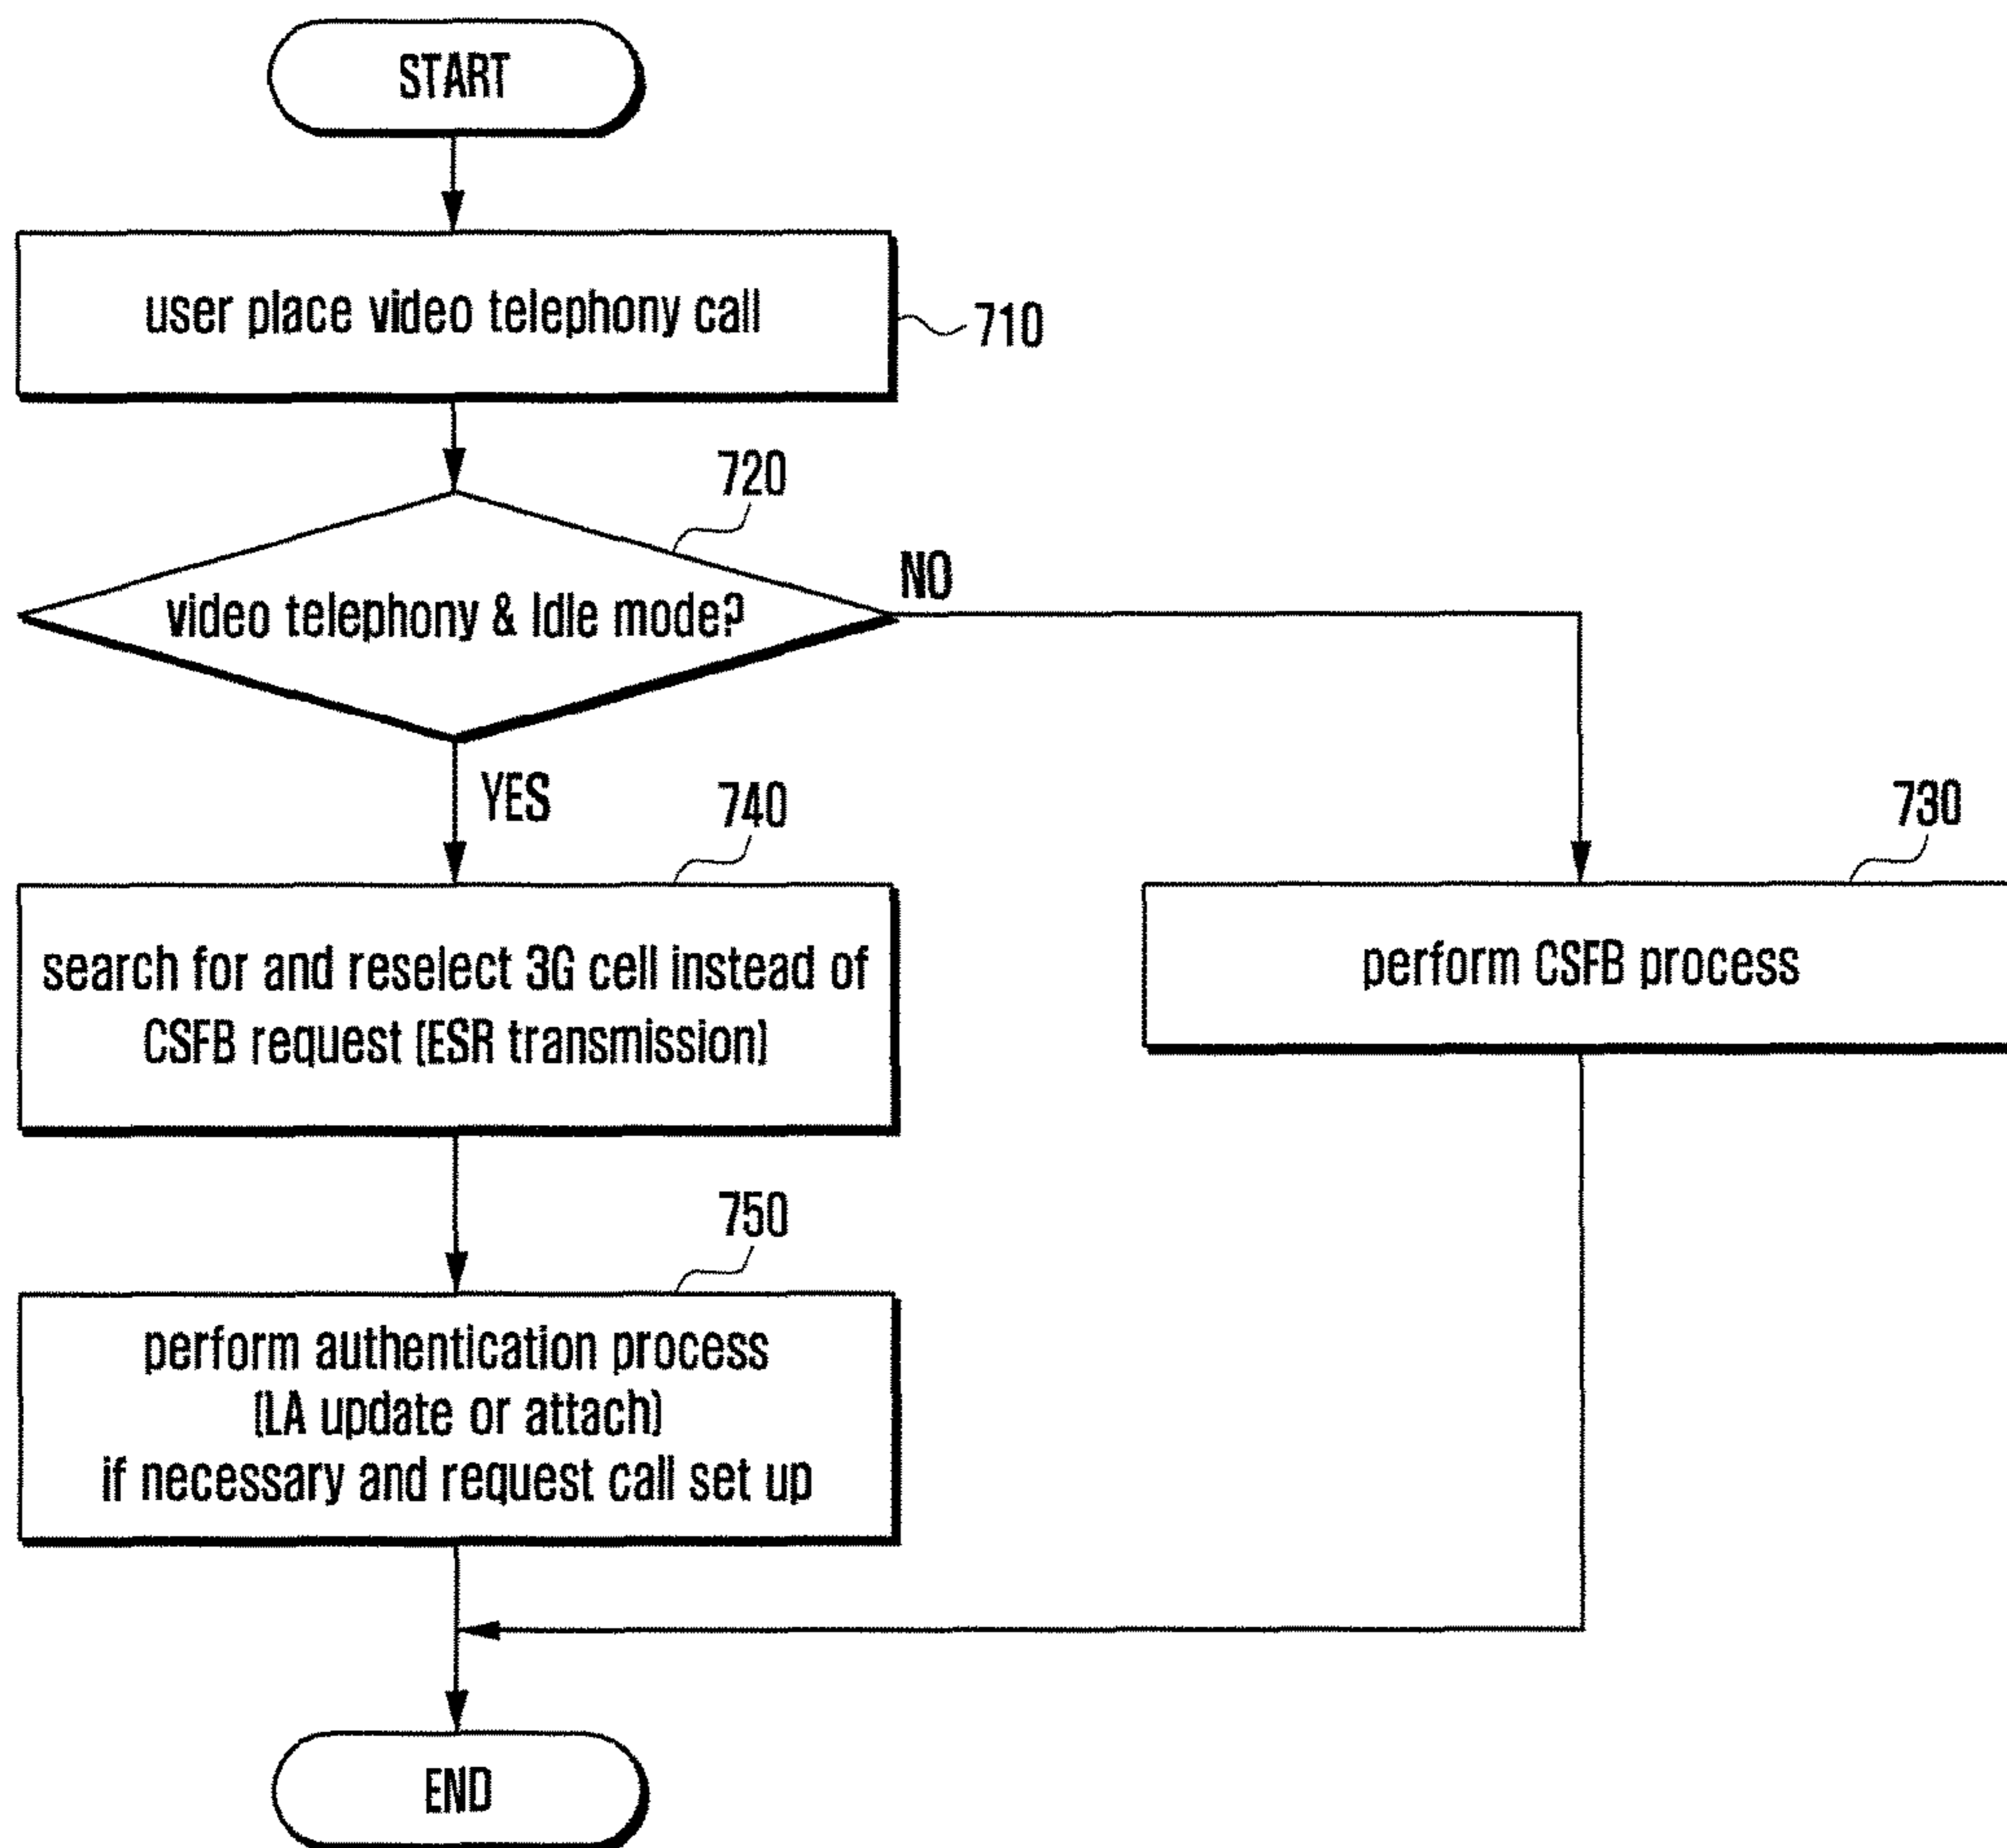 START
user place video telephony call
710
720
video telephony & Idle mode?
NO
YES
740
730
search for and reselect 3G cell instead of
CSFB request (ESR transmission)
perform CSFB process
750
perform authentication process
(LA update or attach)
if necessary and request call set up
END